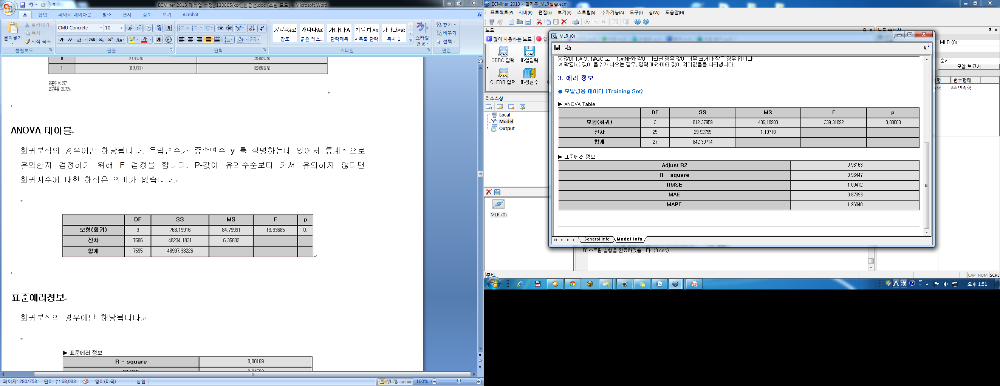 ECMiner 2013 매뉴얼 수정_ 130805(kor)_한윤선.doc [호환 모드] - Microsoft Word
홈 삽입 페이지 레이아웃 참조 편지 검토 보기 Acrobat
붙여넣기 잘라내기 복사 서식 복사
클립보드
CMU Concrete 10
글꼴
단락
가나다AaI 가나다Aal 가나다A 가나다Aa 가나다AaE
강조 굵은 텍스... 단락제목 목록 단락 목차 1
스타일 변경
스타일
찾기 바꾸기 선택
편집
0 54 (18,00 %) 246 (82,00 %)
1 31 (4,43 %) 669 (95,57 %)
오분류 수: 277
오분류율: 27.70%
ANOVA 테이블
회귀분석의 경우에만 해당됩니다. 독립변수가 종속변수 y 를 설명하는데 있어서 통계적으로
유의한지 검정하기 위해 F 검정을 합니다. P-값이 유의수준보다 커서 유의하지 않다면
회귀계수에 대한 해석은 의미가 없습니다.
DF SS MS F p
모형(회귀) 9 763,19916 84,79991 13,33685 0,
잔차 7586 48234,1831 6,35832
합계 7595 48997,38226
표준에러정보
회귀분석의 경우에만 해당됩니다.
▶ 표준에러 정보
R - square 0,00169
페이지: 280/753 단어 수: 68,033 영어(미국) 삽입 160%
ECMiner 2013 - 밀가루_MLR실습.ecm
프로젝트(P) 서버(R) 편집(E) 보기(V) 스트림(S) 추가기능(A) 도구(T) 창(W) 도움말(H)
노드
많이 사용하는 노드
ODBC 입력 파일입력
OLEDB 입력 파생변수
리소스창
Local
Model
Output
MLR (0)
MLR (0)
※ 값이 1.#IO, 1#QO 또는 1.#INF와 같이 나타난 경우 값이 너무 크거나 작은 경우 입니다.
※ 확률(p) 값이 음수가 나오는 경우, 입력 파라미터 값이 의미없음을 나타냅니다.
3. 에러 정보
● 모델링용 데이터 (Training Set)
▶ ANOVA Table
DF SS MS F p
모형(회귀) 2 812,37959 406,18980 339,31092 0,00000
잔차 25 29,92755 1,19710
합계 27 842,30714
▶ 표준에러 정보
Adjust R2 0,96163
R - square 0,96447
RMSE 1,09412
MAE 0,87393
MAPE 1,96048
General Info Model Info
58 스트림 실행을 완료하였습니다. (0 sec)
MLR (0)
순서
모델 보고서
변수형태
연속형
준비
CAP NUM SCRL
A 漢 오후 1:51